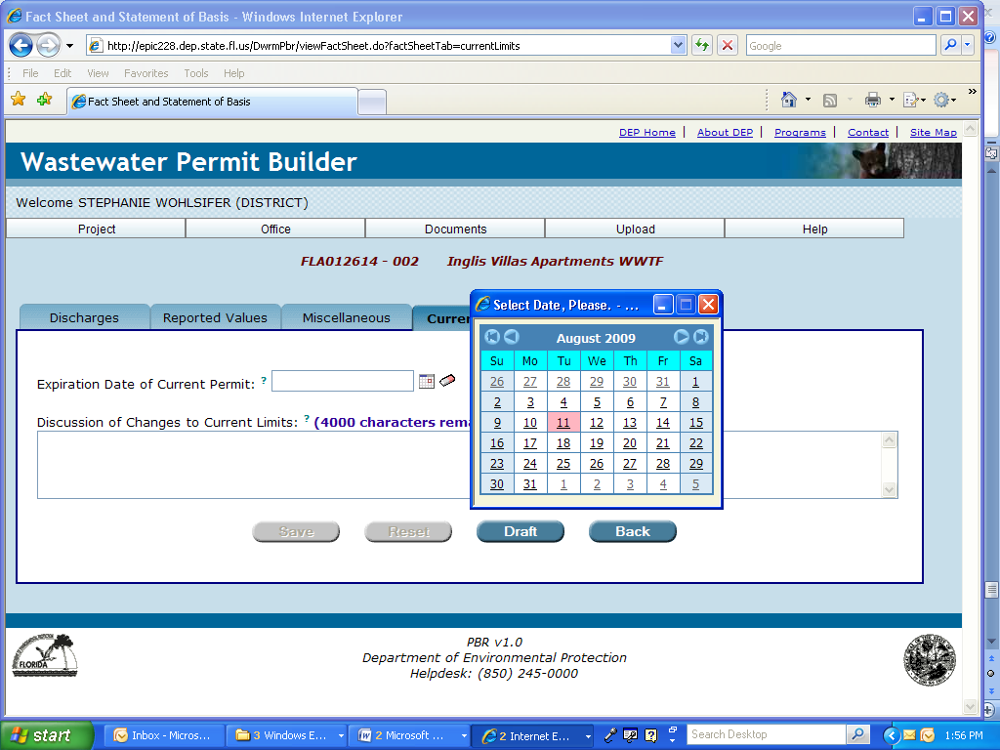 Fact Sheet and Statement of Basis - Windows Internet Explorer
http://epic228.dep.state.fl.us/DwrmPbr/viewFactSheet.do?factSheetTab=currentLimits
Google
File Edit View Favorites Tools Help
Fact Sheet and Statement of Basis
DEP Home | About DEP | Programs | Contact | Site Map
Wastewater Permit Builder
Welcome STEPHANIE WOHLSIFER (DISTRICT)
Project Office Documents Upload Help
FLA012614 - 002 Inglis Villas Apartments WWTF
Discharges Reported Values Miscellaneous
Select Date, Please. - ...
August 2009
Su Mo Tu We Th Fr Sa
26 27 28 29 30 31 1
2 3 4 5 6 7 8
9 10 11 12 13 14 15
16 17 18 19 20 21 22
23 24 25 26 27 28 29
30 31 1 2 3 4 5
Expiration Date of Current Permit: ?
Discussion of Changes to Current Limits: ? (4000 characters rema
Save Reset Draft Back
PBR v1.0
Department of Environmental Protection
Helpdesk: (850) 245-0000
FLORIDA
start Inbox - Micros... 3 Windows E... 2 Microsoft ... 2 Internet E... Search Desktop 1:56 PM